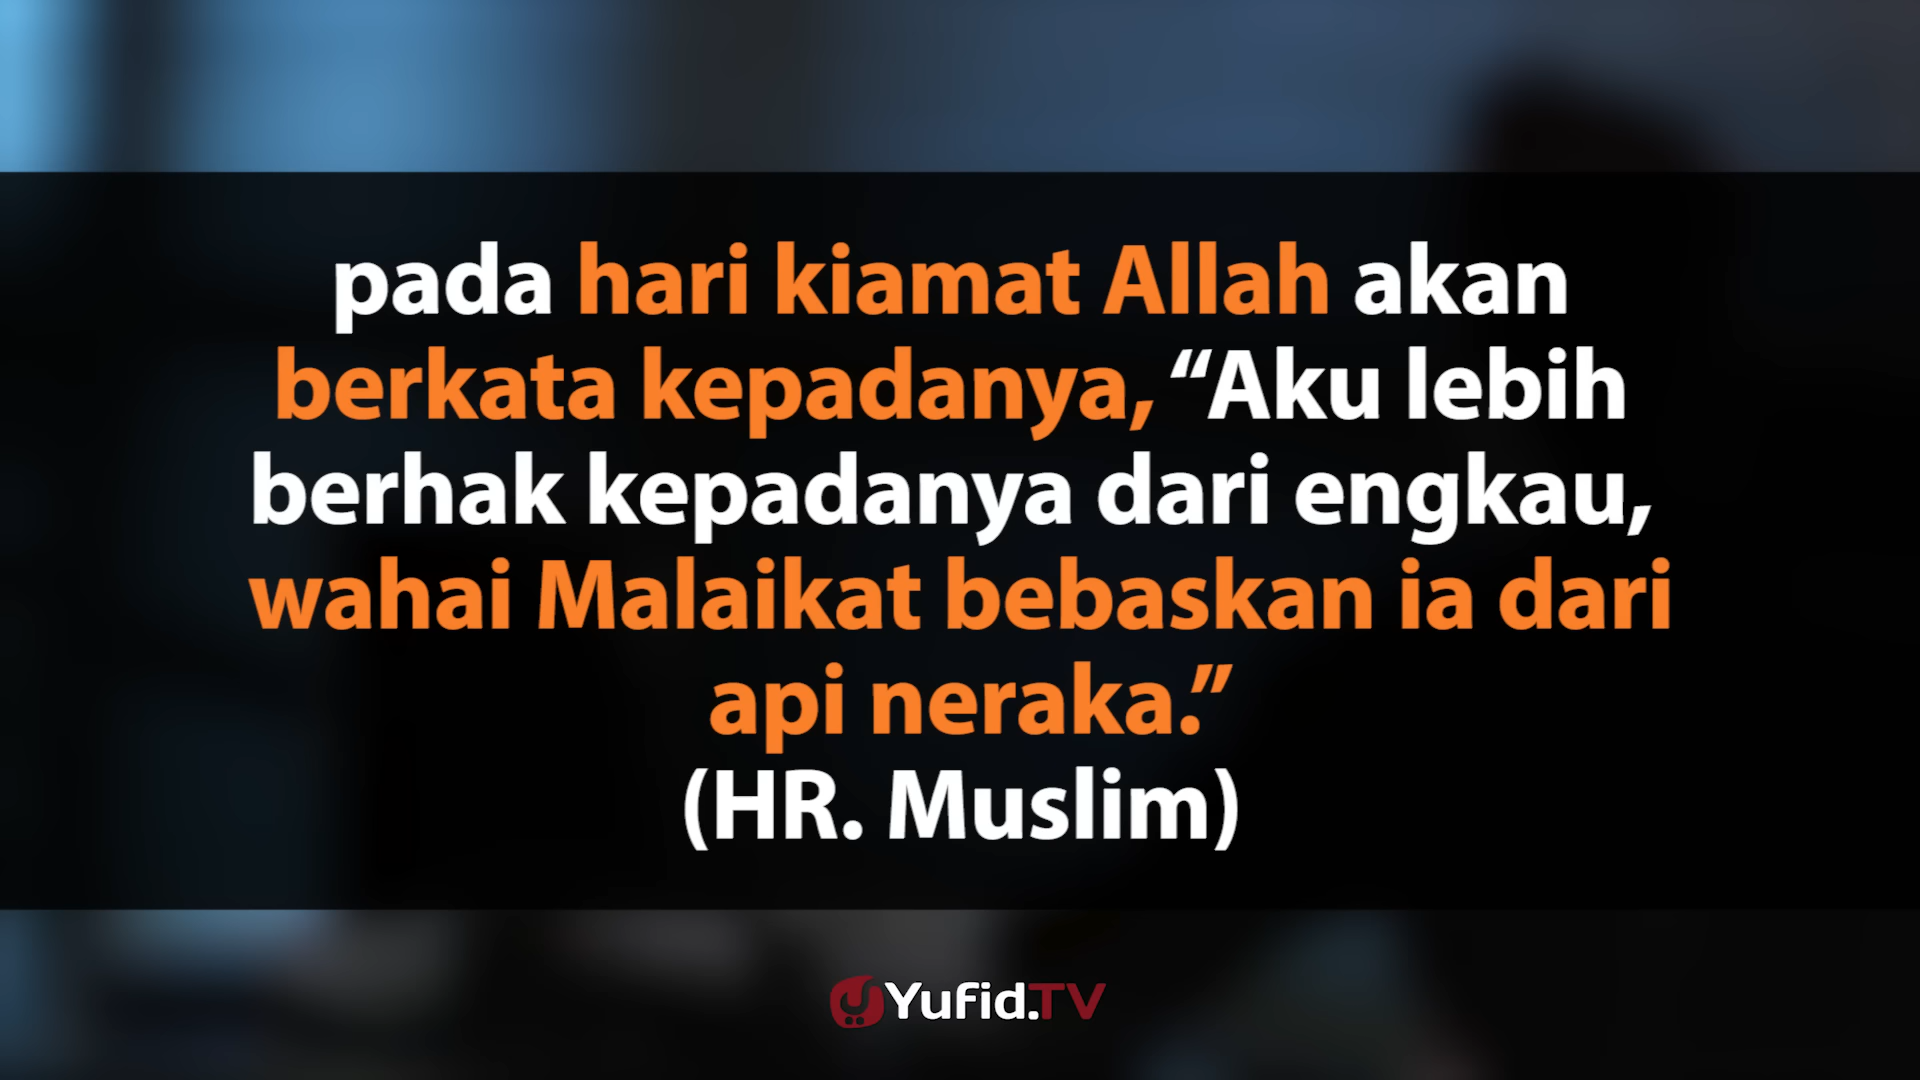 pada hari kiamat Allah akan
berkata kepadanya, “Aku lebih
berhak kepadanya dari engkau,
wahai Malaikat bebaskan ia dari
api neraka.”
(HR. Muslim)
Yufid.TV